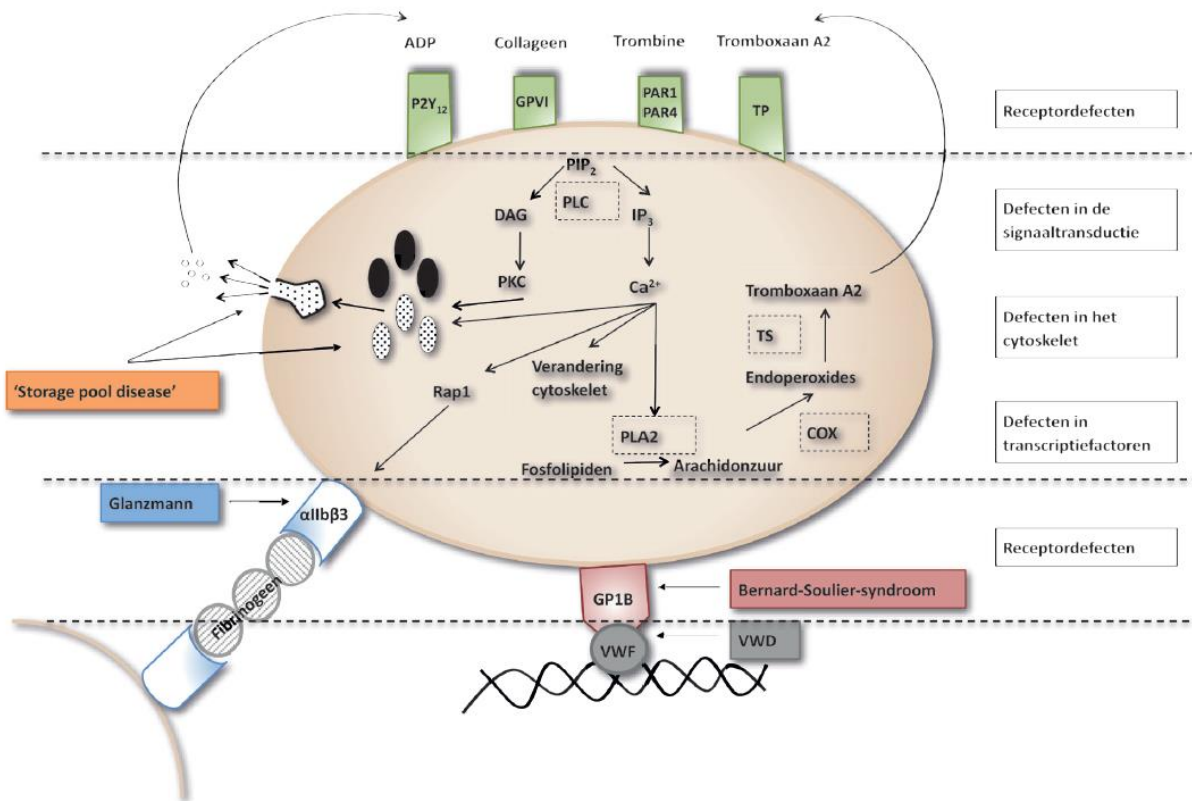 ADP
Collageen
Trombine
Tromboxaan A2
P2Y12
GPVI
PAR1
PAR4
TP
Receptordefecten
PIP2
PLC
DAG
IP3
Defecten in de
signaaltransductie
PKC
Ca2+
Tromboxaan A2
Defecten in het
cytoskelet
TS
'Storage pool disease'
Rap1
Verandering
cytoskelet
Endoperoxides
PLA2
COX
Defecten in
transcriptiefactoren
Fosfolipiden
Arachidonzuur
Glanzmann
αIIbβ3
Receptordefecten
Fibrinogeen
GP1B
Bernard-Soulier-syndroom
VWF
VWD